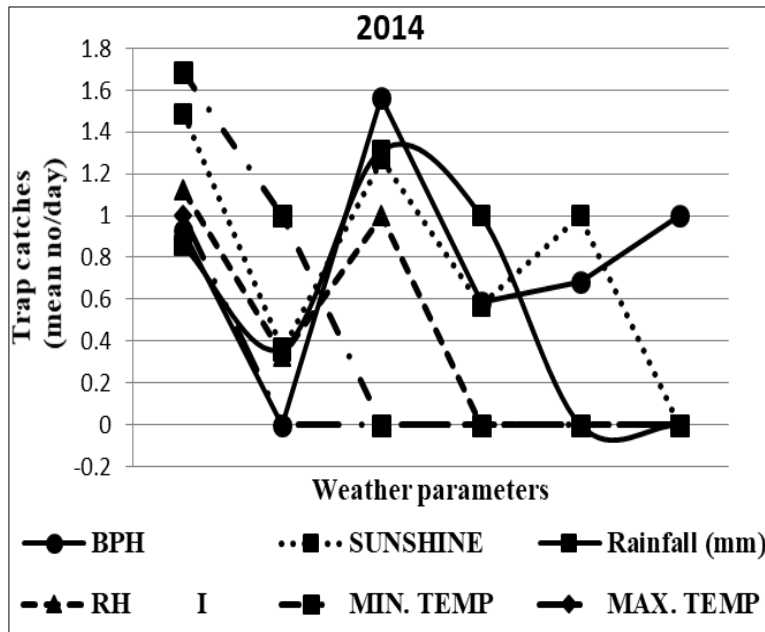 2014
1.8
1.6
1.4
1.2
1
0.8
0.6
0.4
0.2
0
-0.2
Trap catches
(mean no/day)
Weather parameters
BPH SUNSHINE Rainfall (mm)
RH I MIN. TEMP MAX. TEMP